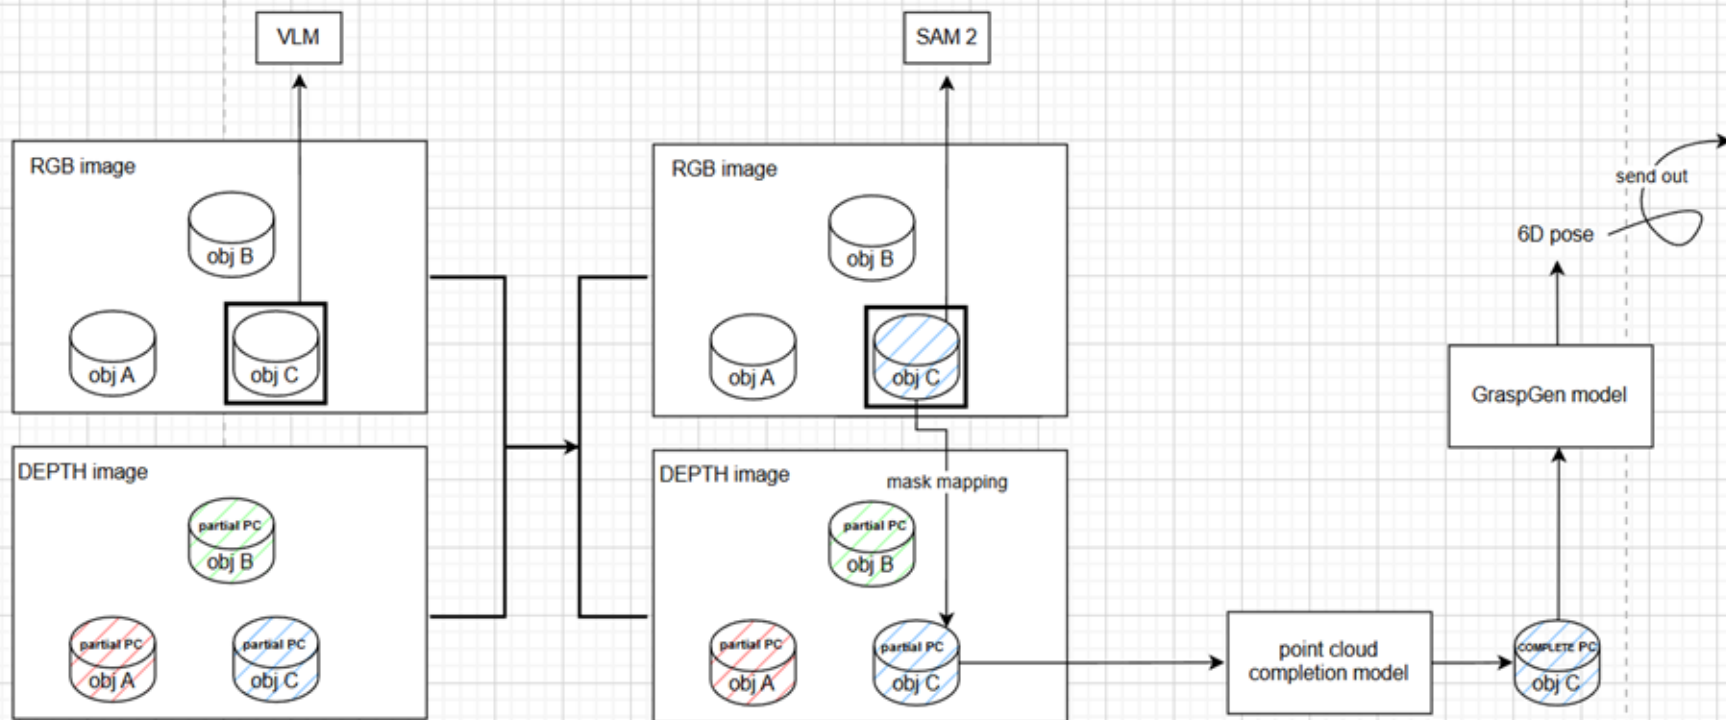 VLM
SAM 2
RGB image
obj B
obj A
obj C
DEPTH image
partial PC
obj B
partial PC
obj A
partial PC
obj C
RGB image
obj B
obj A
obj C
mask mapping
DEPTH image
partial PC
obj B
partial PC
obj A
partial PC
obj C
point cloud
completion model
COMPLETE PC
obj C
GraspGen model
6D pose
send out